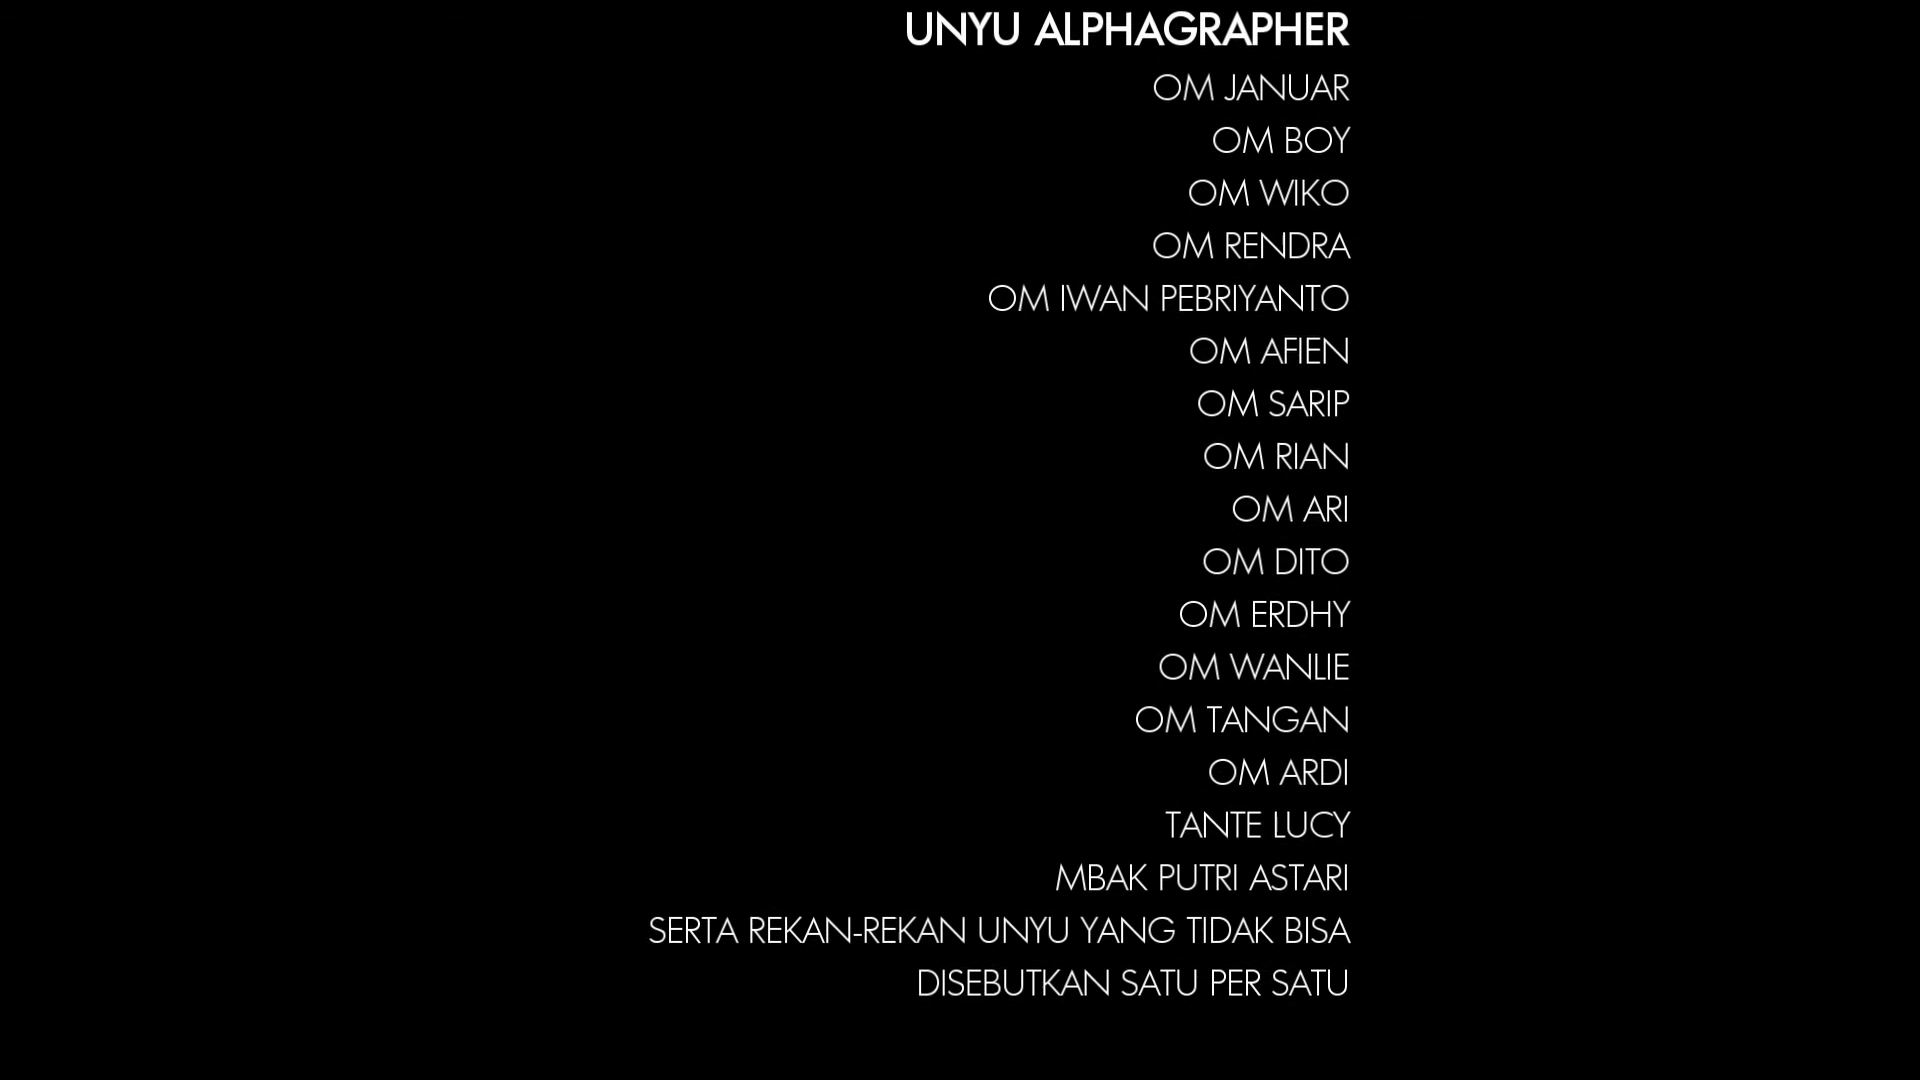 UNYU ALPHAGRAPHER
OM JANUAR
OM BOY
OM WIKO
OM RENDRA
OM IWAN PEBRIYANTO
OM AFIEN
OM SARIP
OM RIAN
OM ARI
OM DITO
OM ERDHY
OM WANLIE
OM TANGAN
OM ARDI
TANTE LUCY
MBAK PUTRI ASTARI
SERTA REKAN-REKAN UNYU YANG TIDAK BISA
DISEBUTKAN SATU PER SATU